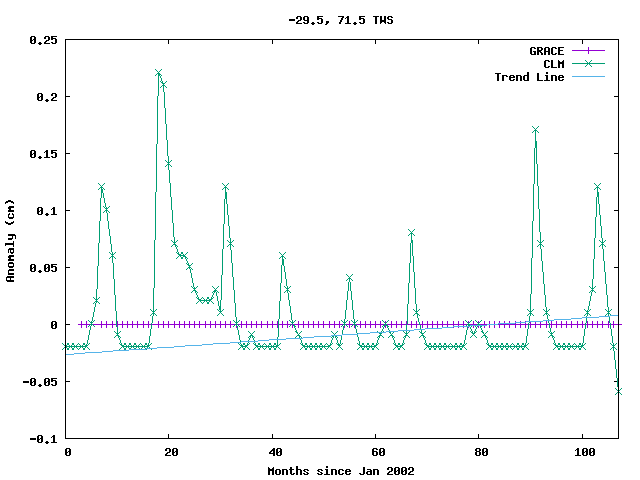 -29.5, 71.5 TWS
0.25
GRACE
CLM
Trend Line
0.2
0.15
0.1
0.05
0
-0.05
-0.1
Anomaly (cm)
0 20 40 60 80 100
Months since Jan 2002